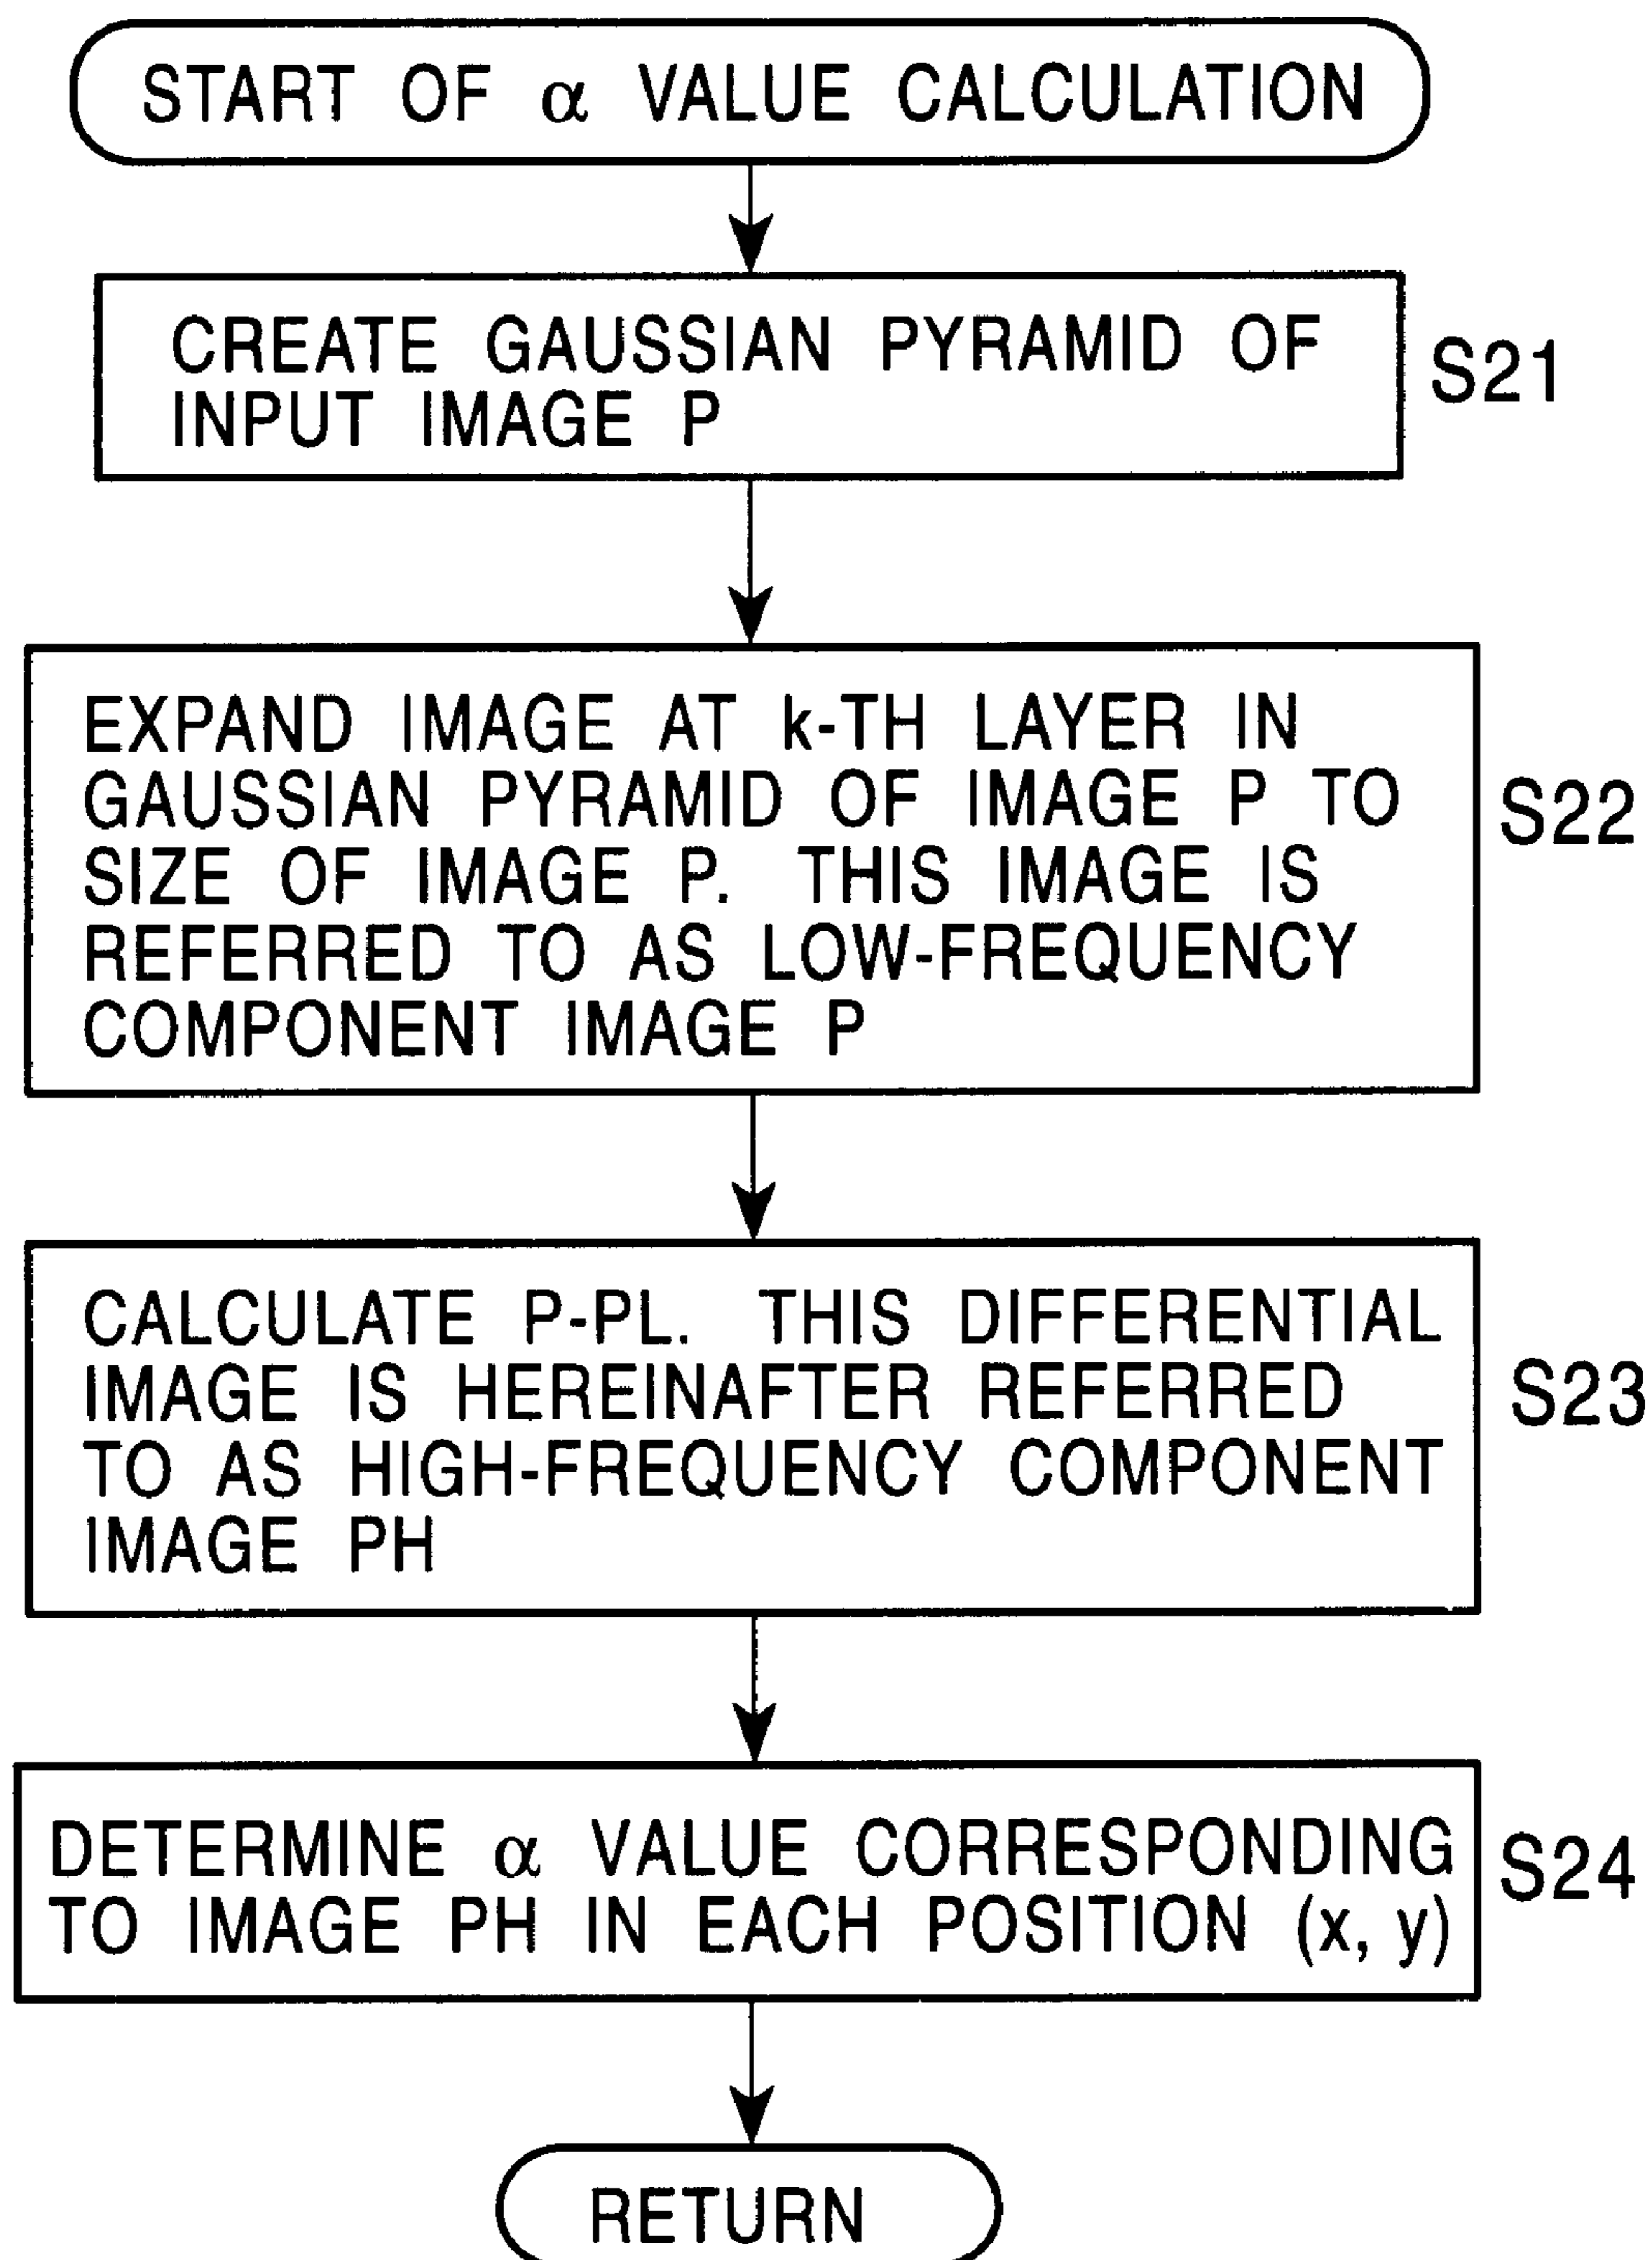 START OF α VALUE CALCULATION
CREATE GAUSSIAN PYRAMID OF
INPUT IMAGE P
S21
EXPAND IMAGE AT k-TH LAYER IN
GAUSSIAN PYRAMID OF IMAGE P TO
SIZE OF IMAGE P. THIS IMAGE IS
REFERRED TO AS LOW-FREQUENCY
COMPONENT IMAGE P
S22
CALCULATE P-PL. THIS DIFFERENTIAL
IMAGE IS HEREINAFTER REFERRED
TO AS HIGH-FREQUENCY COMPONENT
IMAGE PH
S23
DETERMINE α VALUE CORRESPONDING
TO IMAGE PH IN EACH POSITION (x, y)
S24
RETURN